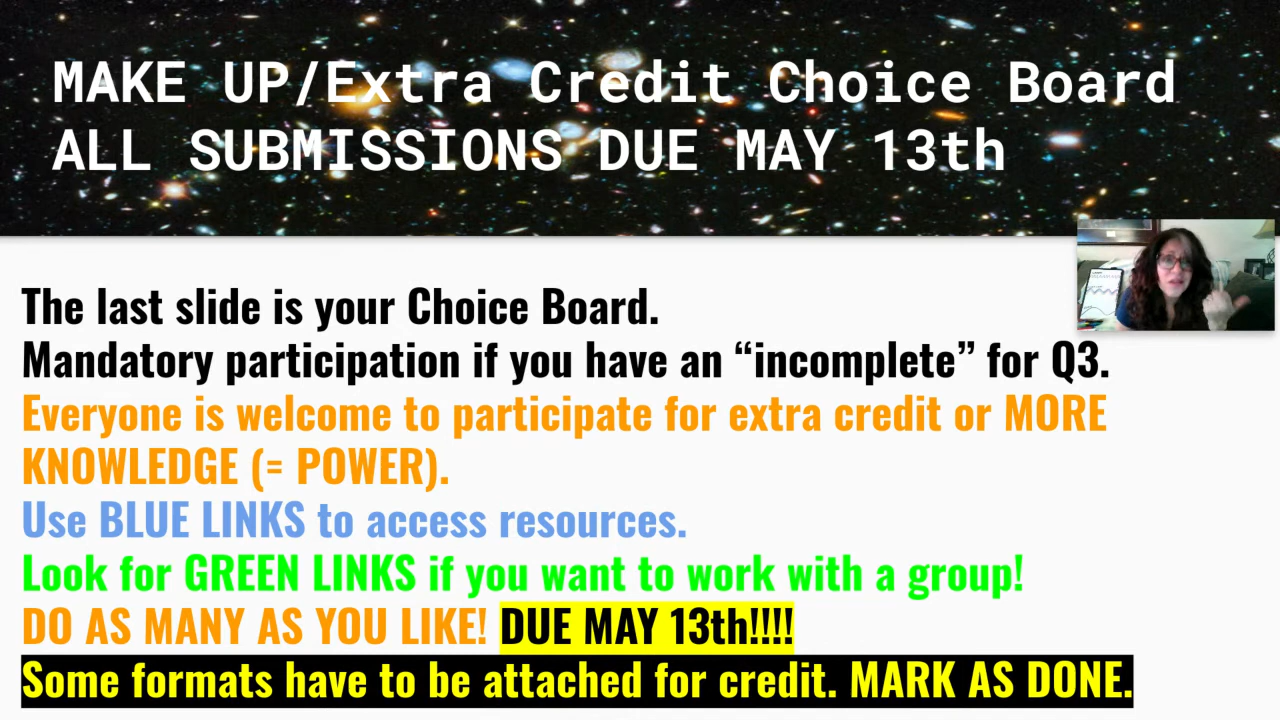 MAKE UP/Extra Credit Choice Board
ALL SUBMISSIONS DUE MAY 13th
The last slide is your Choice Board.
Mandatory participation if you have an “incomplete” for Q3.
Everyone is welcome to participate for extra credit or MORE
KNOWLEDGE (= POWER).
Use BLUE LINKS to access resources.
Look for GREEN LINKS if you want to work with a group!
DO AS MANY AS YOU LIKE! DUE MAY 13th!!!!
Some formats have to be attached for credit. MARK AS DONE.